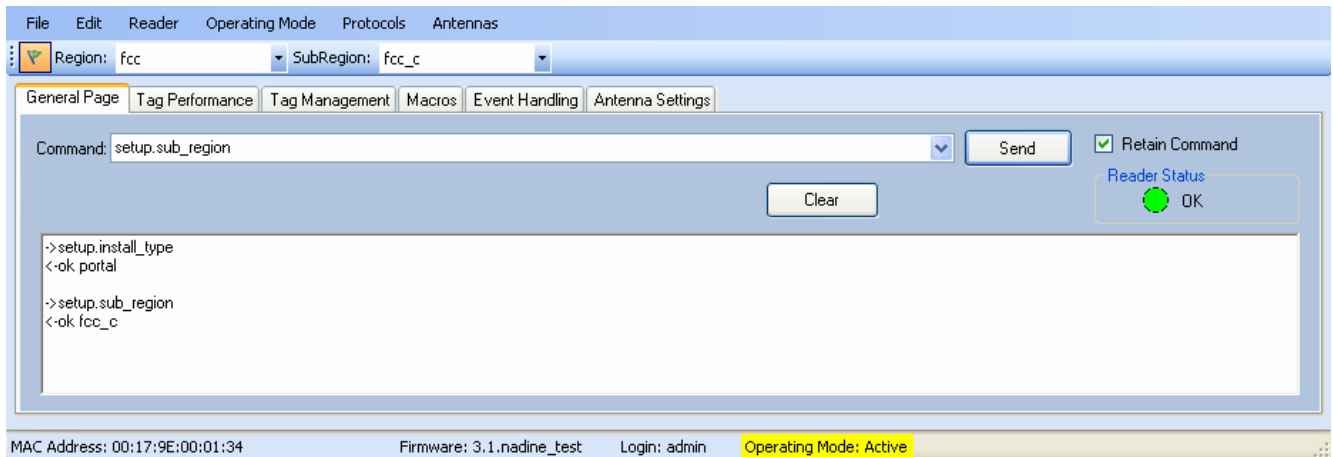 File Edit Reader Operating Mode Protocols Antennas
Region: fcc SubRegion: fcc_c
General Page Tag Performance Tag Management Macros Event Handling Antenna Settings
Command: setup.sub_region Send Retain Command
Reader Status
Clear OK
->setup.install_type
<-ok portal
->setup.sub_region
<-ok fcc_c
MAC Address: 00:17:9E:00:01:34 Firmware: 3.1.nadine_test Login: admin Operating Mode: Active